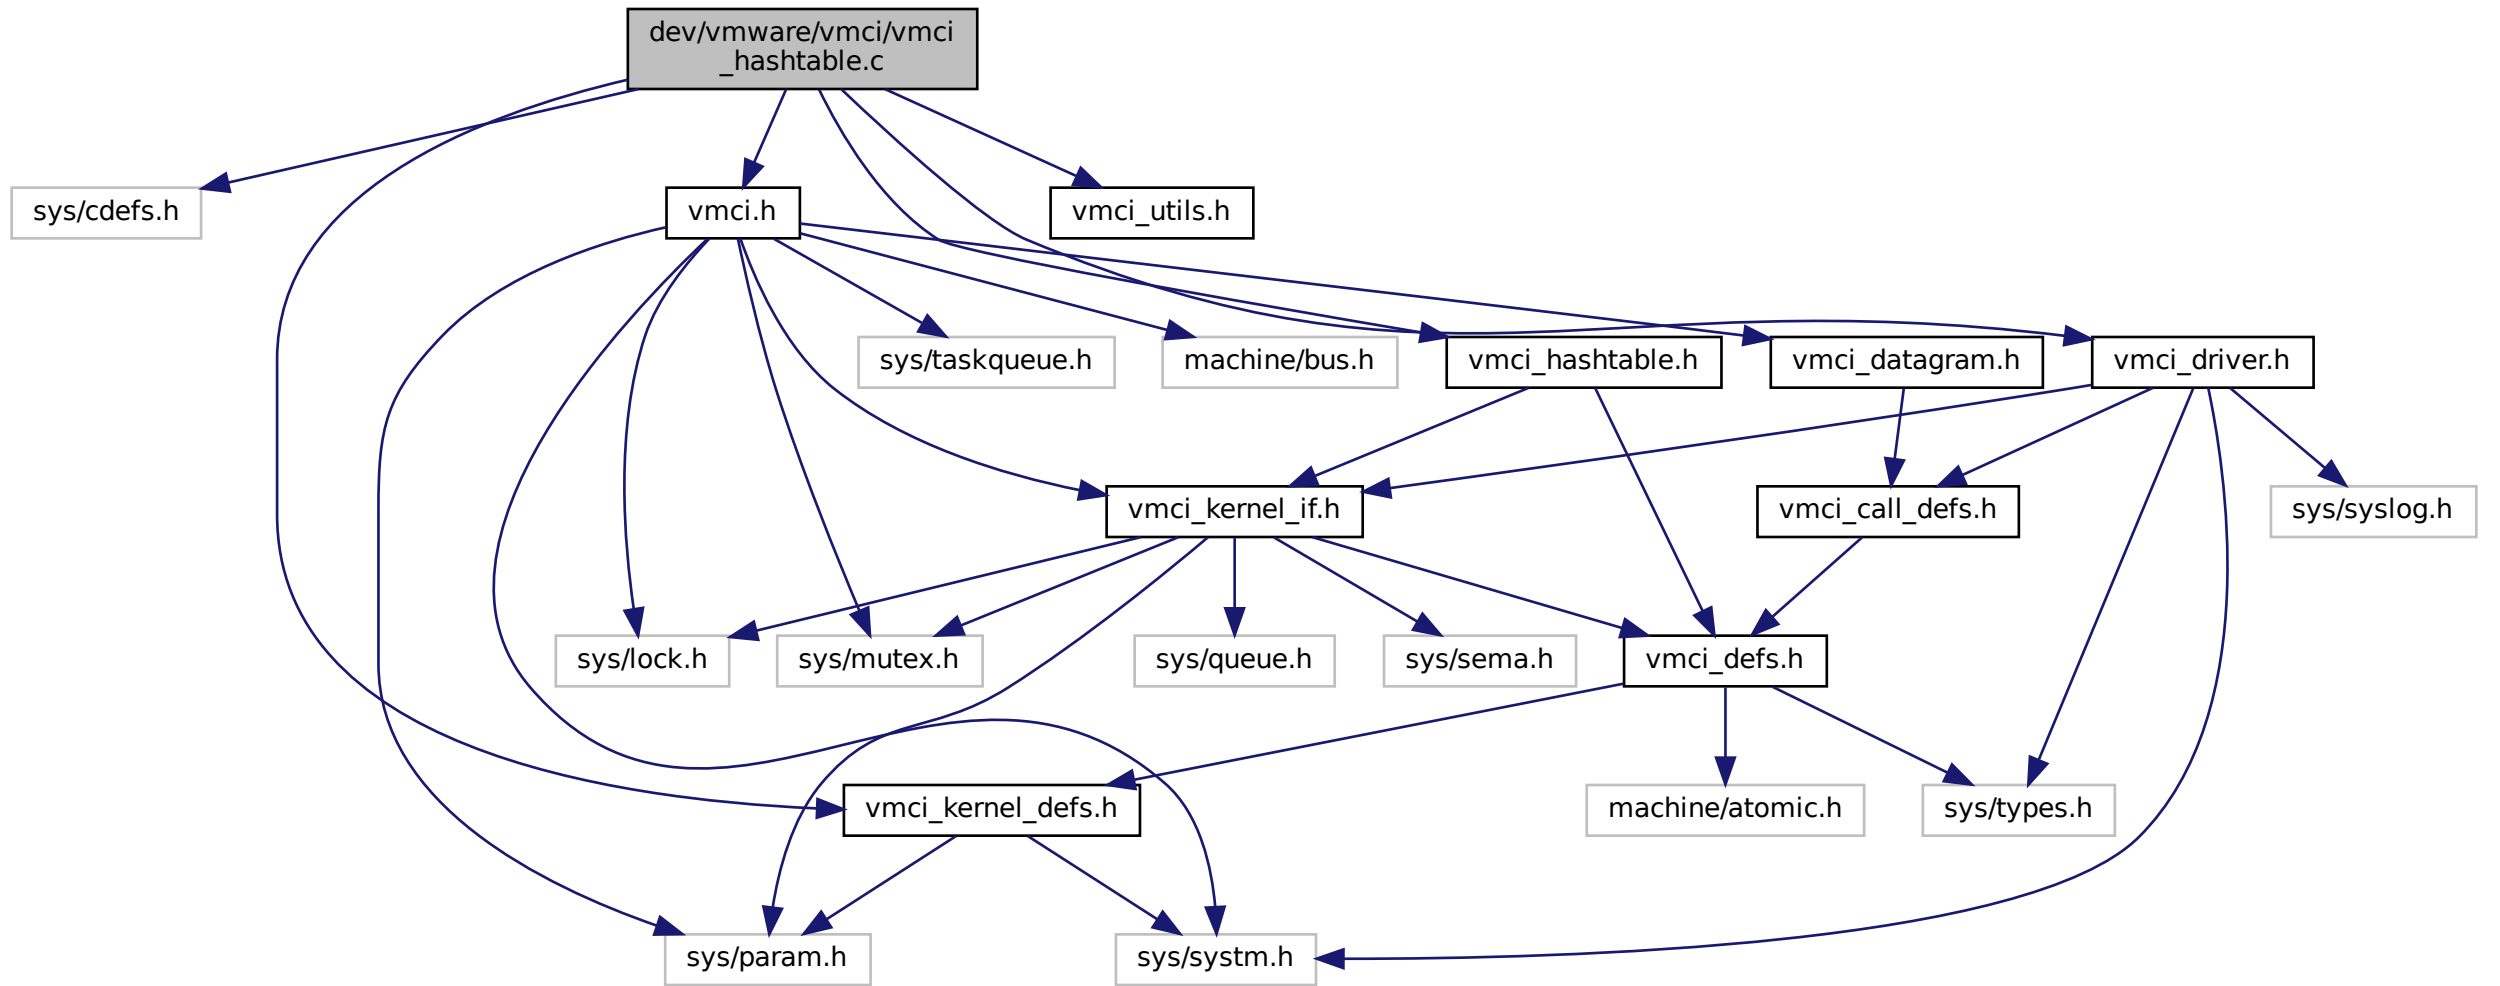 dev/vmware/vmci/vmci
_hashtable.c
sys/cdefs.h
vmci.h
vmci_utils.h
sys/taskqueue.h
machine/bus.h
vmci_hashtable.h
vmci_datagram.h
vmci_driver.h
vmci_kernel_if.h
vmci_call_defs.h
sys/syslog.h
sys/lock.h
sys/mutex.h
sys/queue.h
sys/sema.h
vmci_defs.h
vmci_kernel_defs.h
machine/atomic.h
sys/types.h
sys/param.h
sys/systm.h